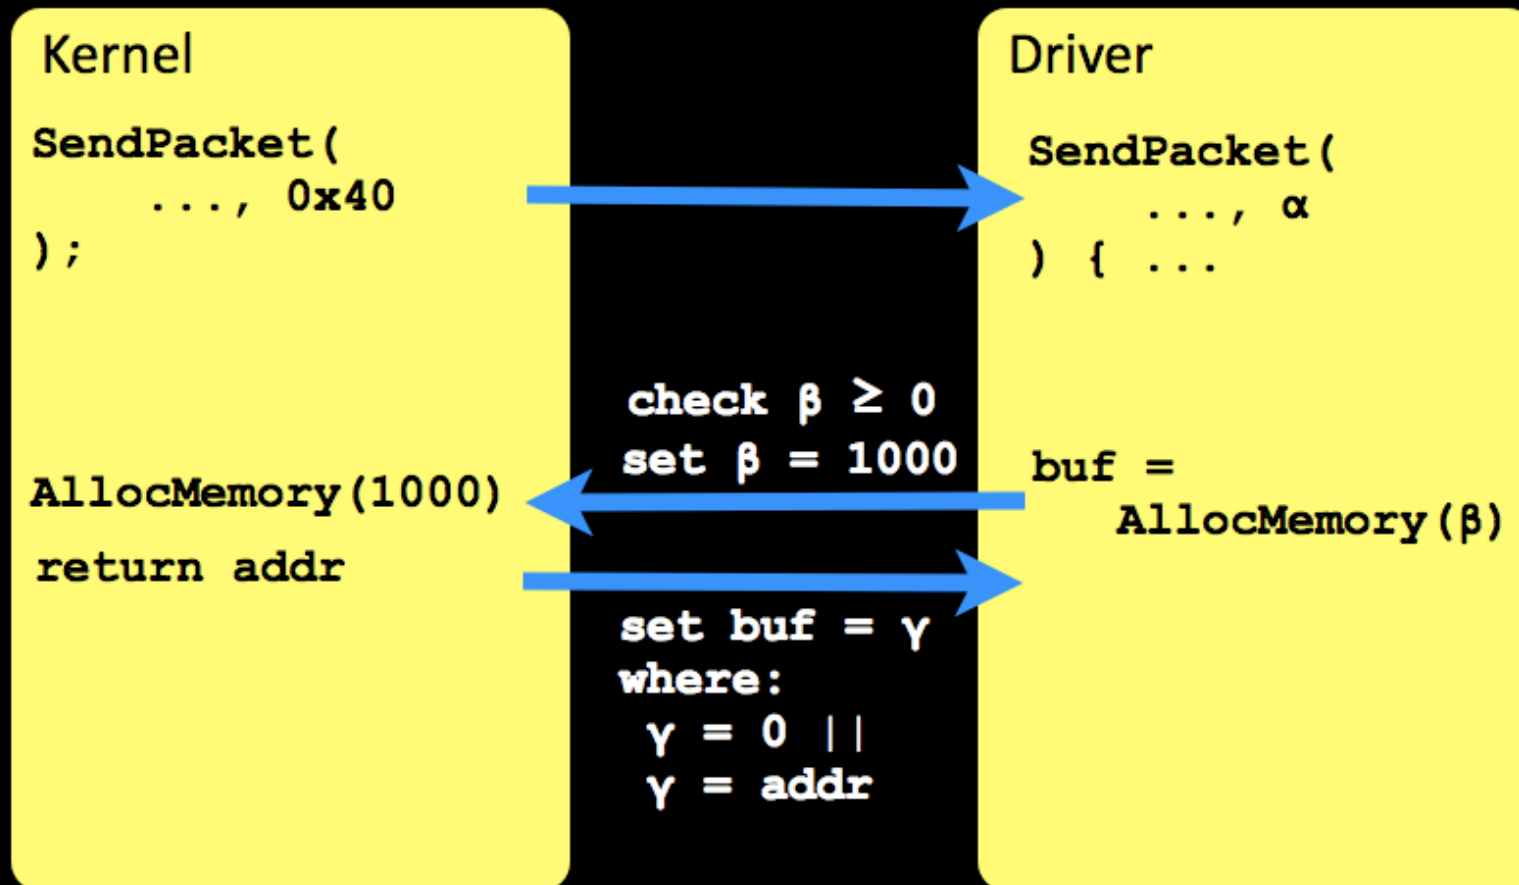 Kernel
SendPacket(
..., 0x40
);
AllocMemory(1000)
return addr
check β ≥ 0
set β = 1000
set buf = γ
where:
γ = 0 ||
γ = addr
Driver
SendPacket(
..., α
) { ...
buf =
AllocMemory(β)